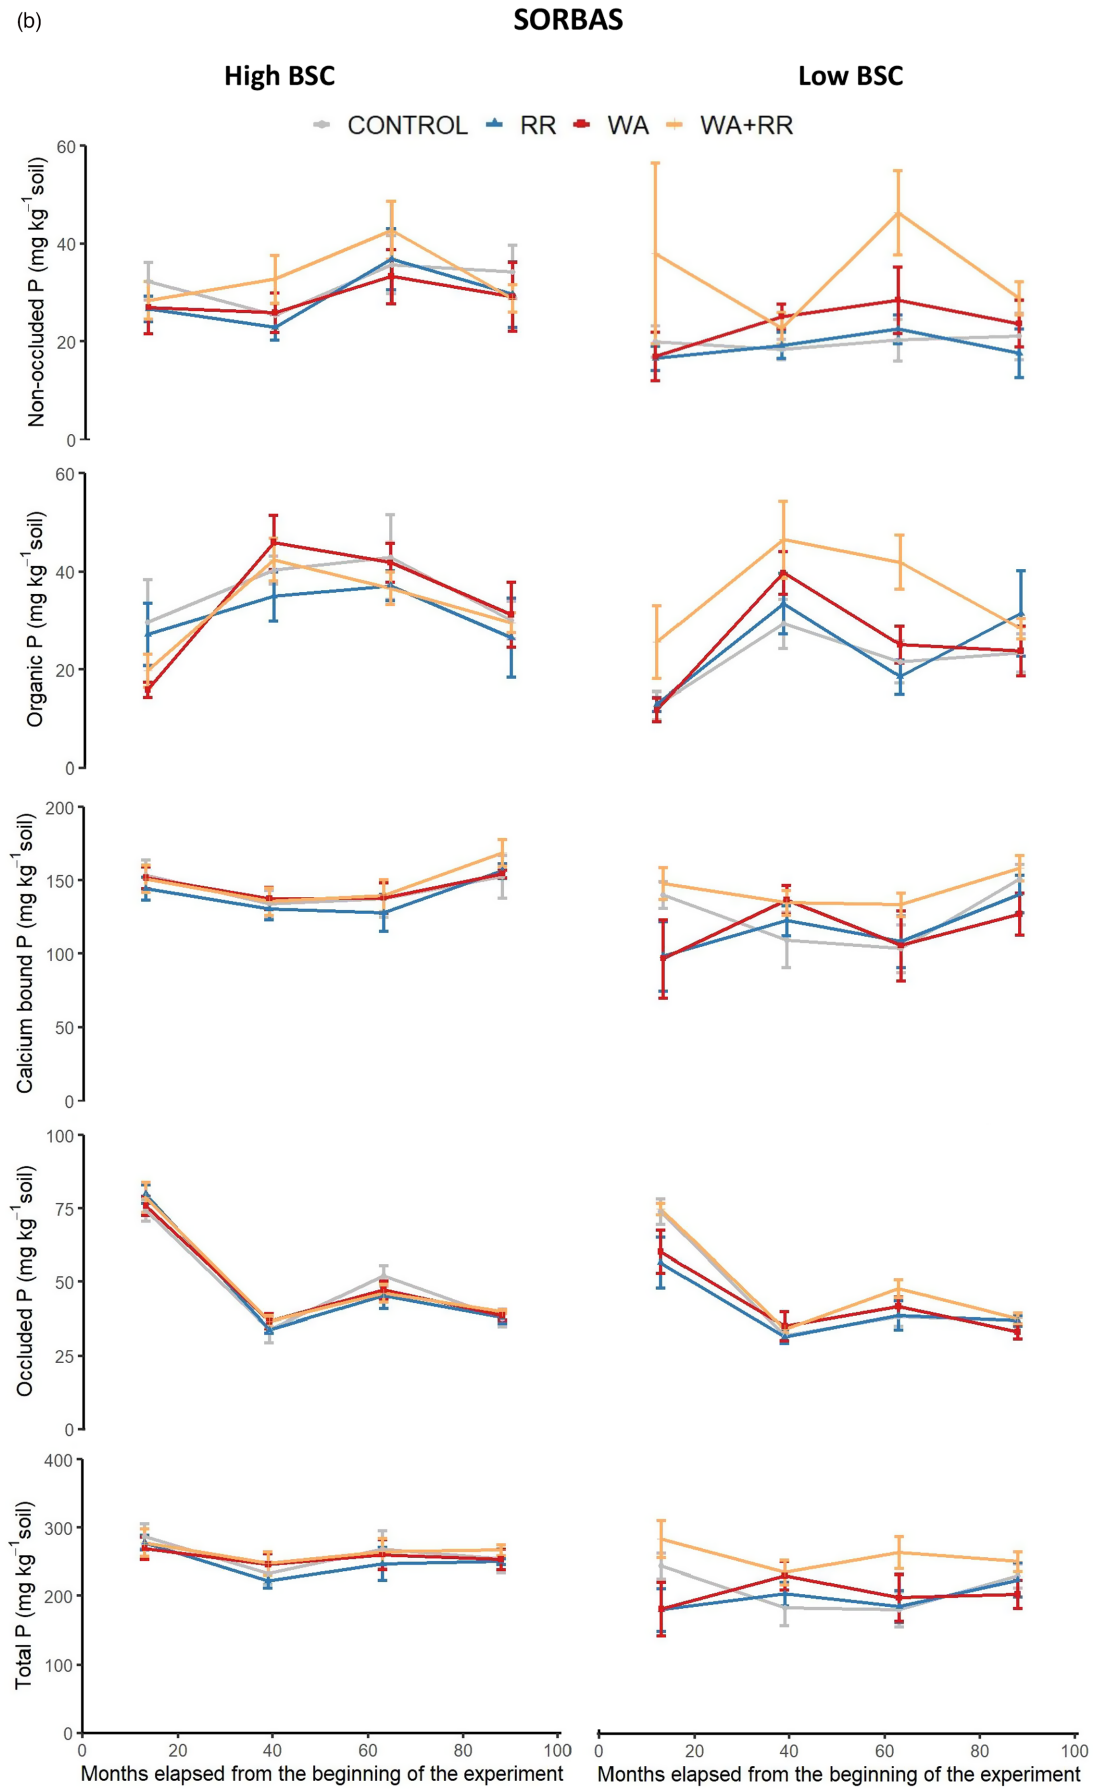 (b)
SORBAS
High BSC
Low BSC
CONTROL RR WA WA+RR
Non-occluded P (mg kg⁻¹soil)
60
40
20
0
Organic P (mg kg⁻¹soil)
60
40
20
0
Calcium bound P (mg kg⁻¹soil)
200
150
100
50
0
Occluded P (mg kg⁻¹soil)
100
75
50
25
0
Total P (mg kg⁻¹soil)
400
300
200
100
0
0 20 40 60 80 100
0 20 40 60 80 100
Months elapsed from the beginning of the experiment
Months elapsed from the beginning of the experiment